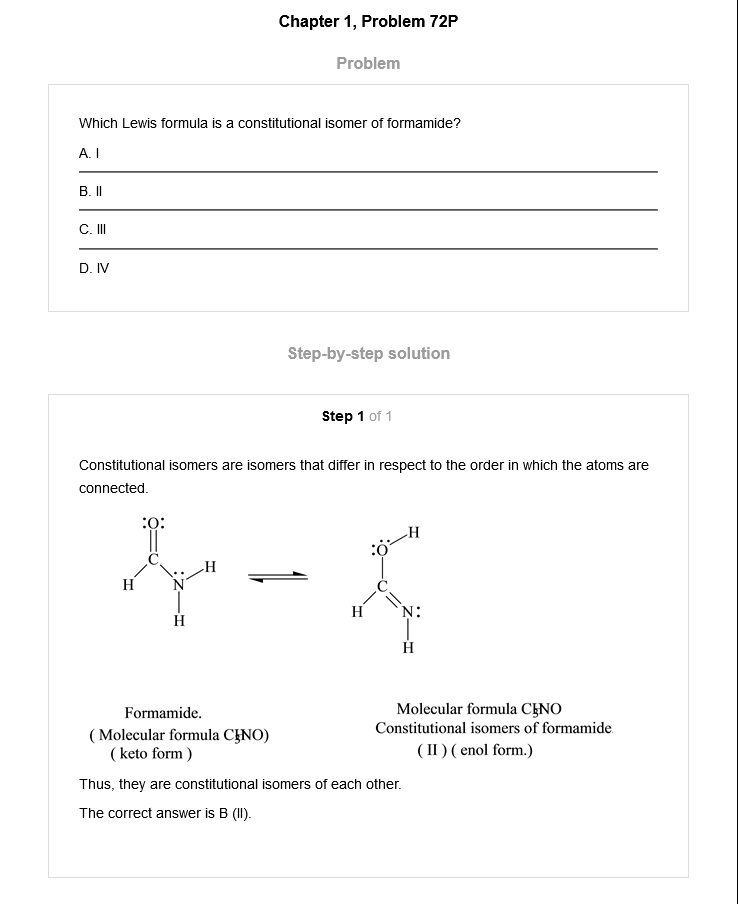 Chapter 1, Problem 72P
Problem
Which Lewis formula is a constitutional isomer of formamide?
A. I
B. II
C. III
D. IV
Step-by-step solution
Step 1 of 1
Constitutional isomers are isomers that differ in respect to the order in which the atoms are
connected.
:O:
C
H
N
H
H
H
:O
C
H
N:
H
Formamide.
( Molecular formula CH3NO)
( keto form )
Molecular formula CH3NO
Constitutional isomers of formamide
( II ) ( enol form.)
Thus, they are constitutional isomers of each other.
The correct answer is B (II).